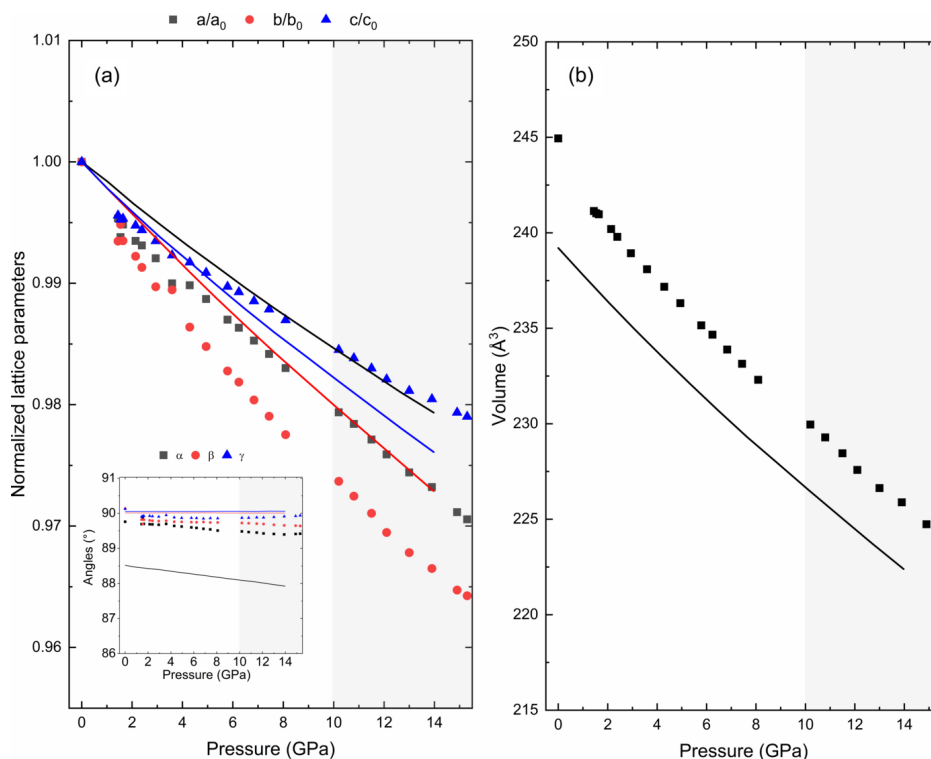 a/a0 b/b0 c/c0
(a)
Normalized lattice parameters
1.01
1.00
0.99
0.98
0.97
0.96
0 2 4 6 8 10 12 14
Pressure (GPa)
α β γ
Angles (°)
91
90
89
88
87
86
0 2 4 6 8 10 12 14
Pressure (GPa)
(b)
Volume (Å3)
250
245
240
235
230
225
220
215
0 2 4 6 8 10 12 14
Pressure (GPa)